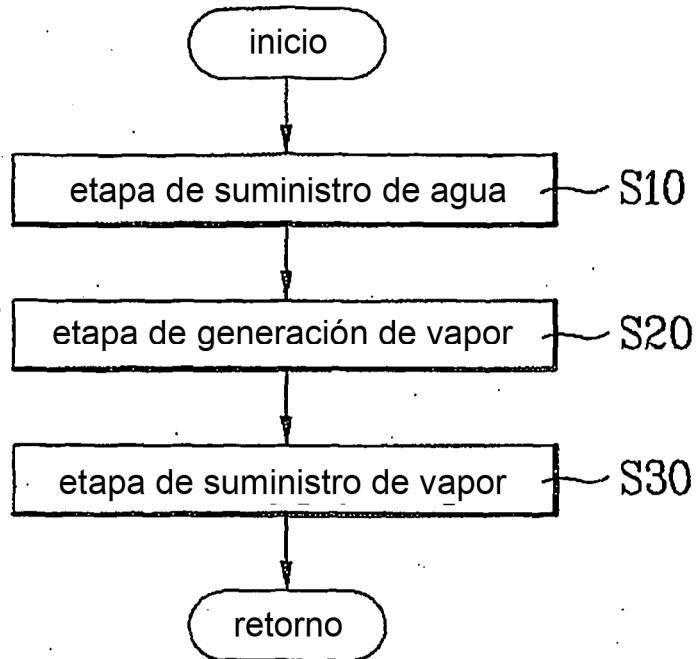 inicio
etapa de suministro de agua S10
etapa de generación de vapor S20
etapa de suministro de vapor S30
retorno